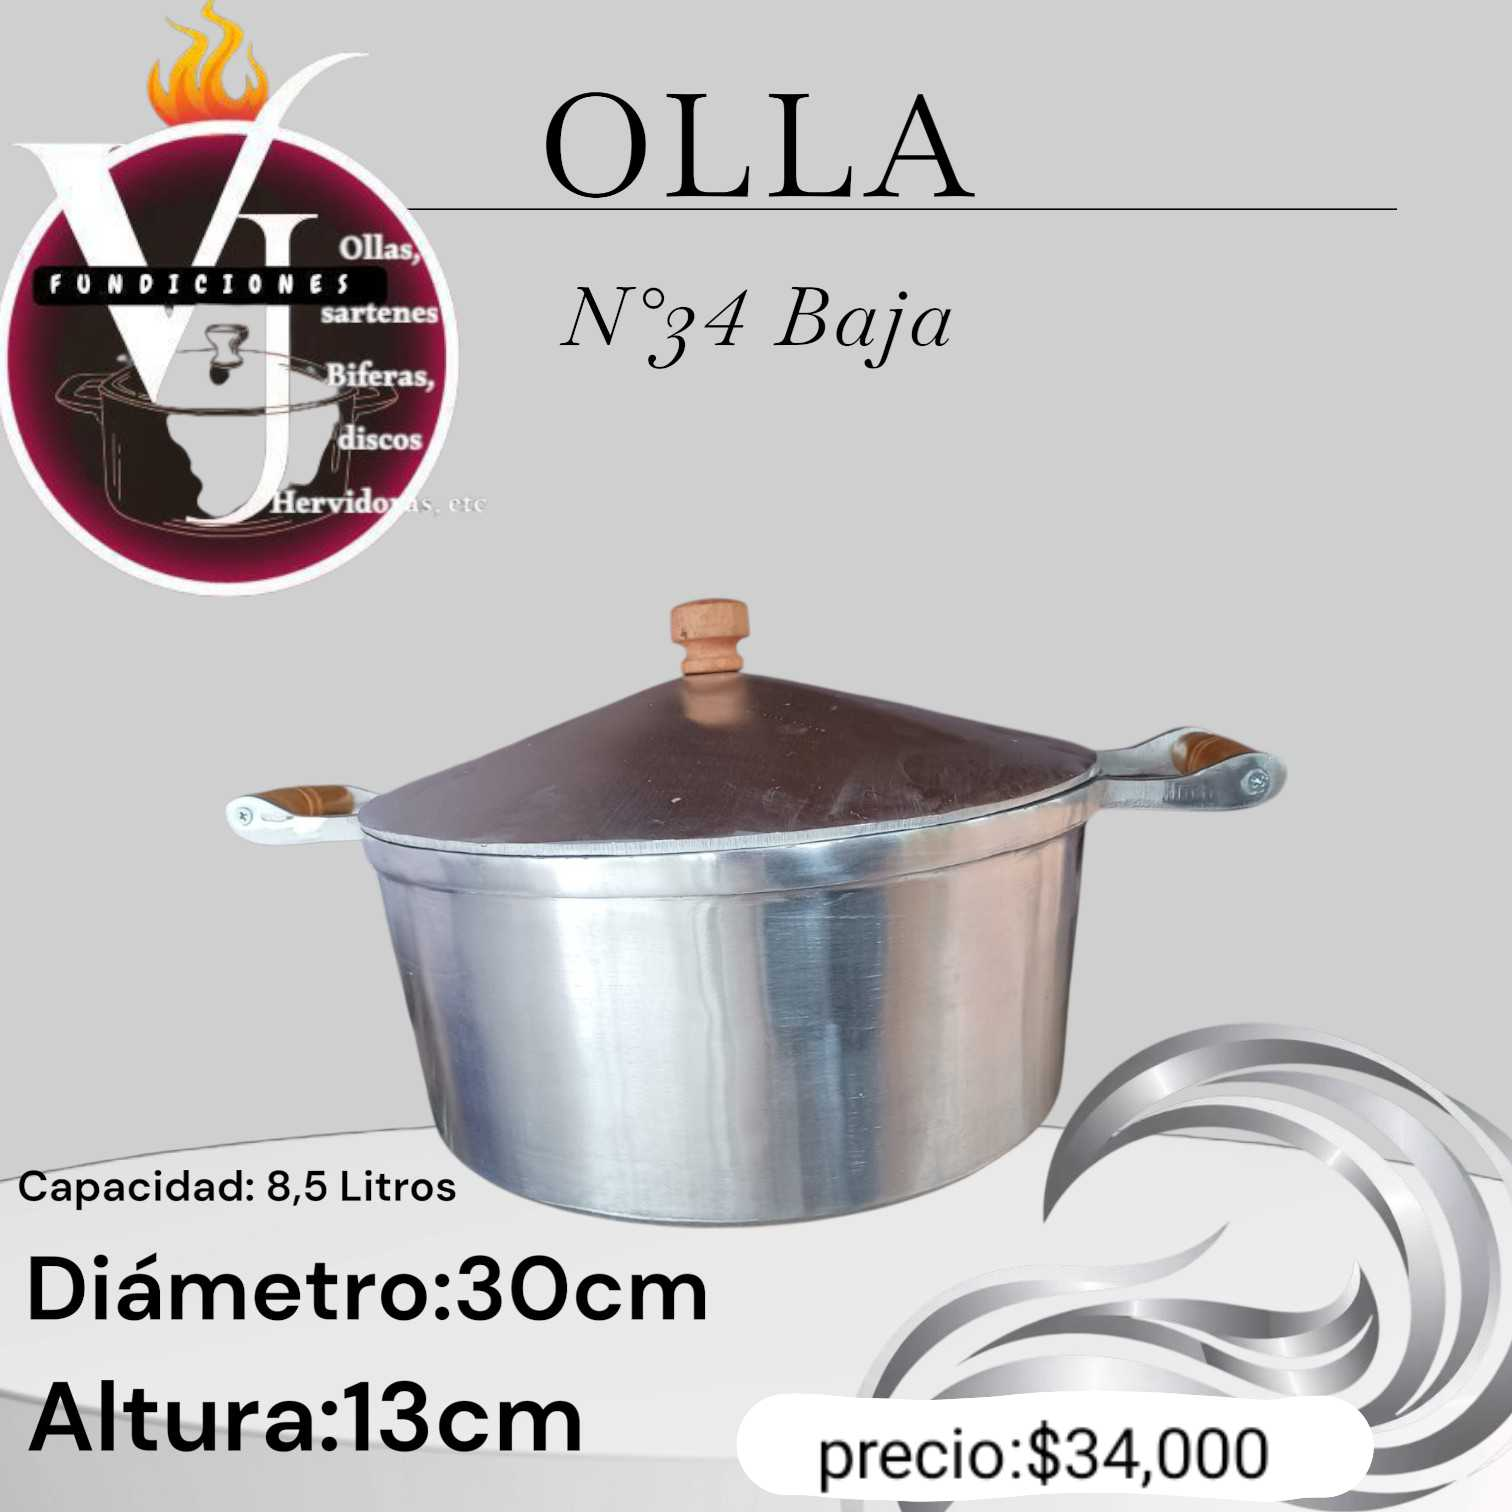 OLLA
N°34 Baja
VJ
FUNDICIONES
Ollas,
sartenes
Biferas,
discos
Hervidoras, etc
Capacidad: 8,5 Litros
Diámetro:30cm
Altura:13cm
precio:$34,000